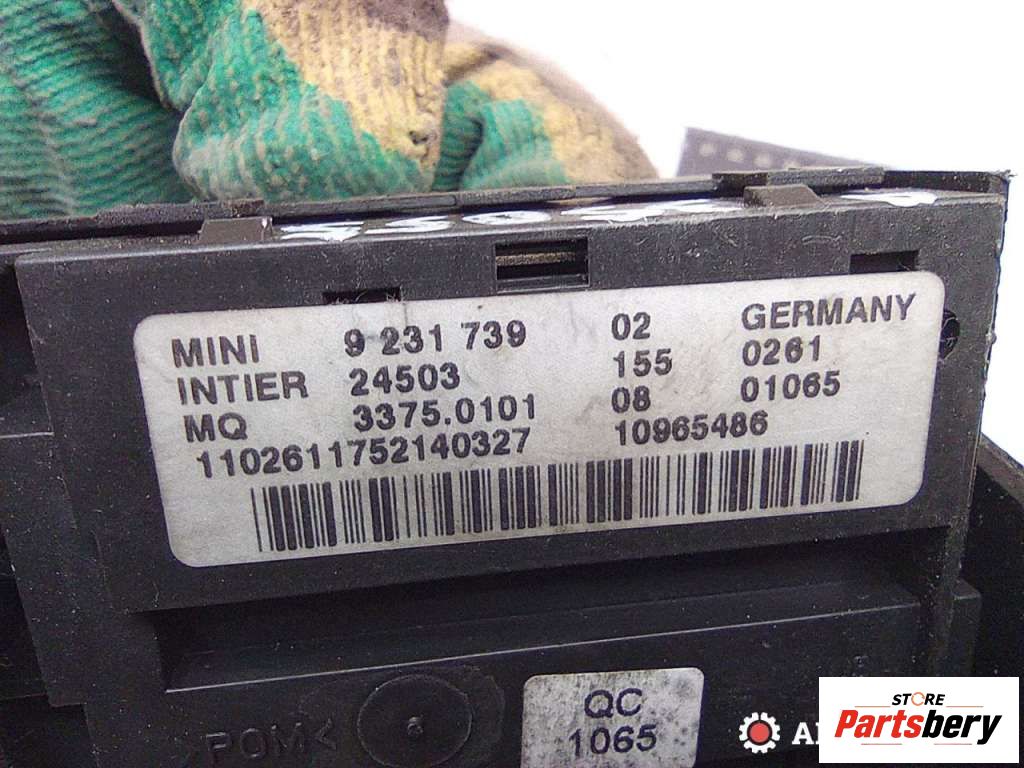 MINI 9 231 739 02 GERMANY
INTIER 24503 155 0261
MQ 3375.0101 08 01065
1102611752140327 10965486
POM<
QC
1065
STORE
Partsbery